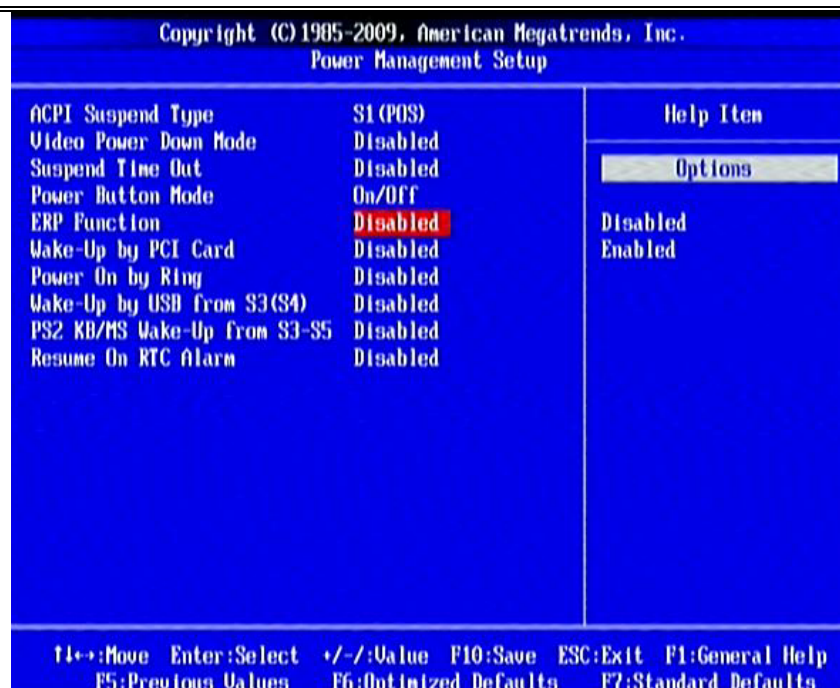 Copyright (C)1985-2009, American Megatrends, Inc.
Power Management Setup
ACPI Suspend Type S1(POS)
Video Power Down Mode Disabled
Suspend Time Out Disabled
Power Button Mode On/Off
ERP Function Disabled
Wake-Up by PCI Card Disabled
Power On by Ring Disabled
Wake-Up by USB from S3(S4) Disabled
PS2 KB/MS Wake-Up from S3-S5 Disabled
Resume On RTC Alarm Disabled
Help Item
Options
Disabled
Enabled
↑↓←→:Move Enter:Select +/-/:Value F10:Save ESC:Exit F1:General Help
F5:Previous Values F6:Optimized Defaults F7:Standard Defaults